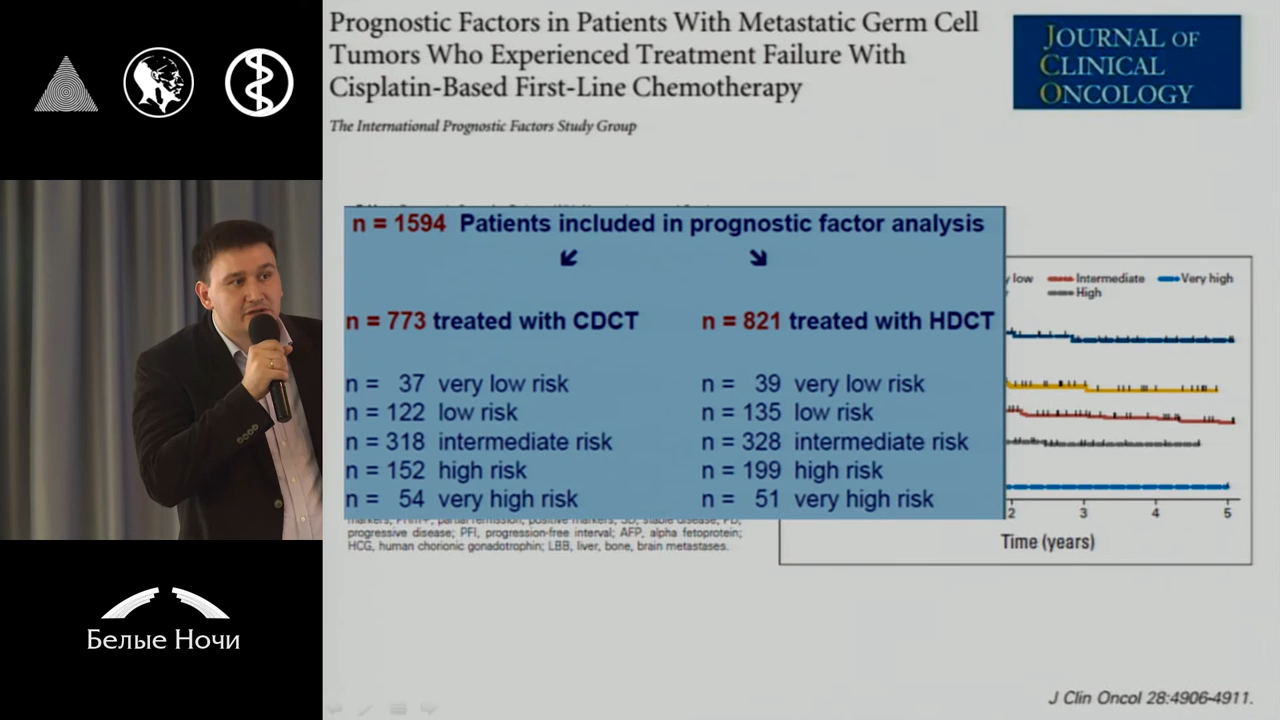 Prognostic Factors in Patients With Metastatic Germ Cell
Tumors Who Experienced Treatment Failure With
Cisplatin-Based First-Line Chemotherapy
The International Prognostic Factors Study Group
JOURNAL OF
CLINICAL
ONCOLOGY
n = 1594 Patients included in prognostic factor analysis
n = 773 treated with CDCT
n = 37 very low risk
n = 122 low risk
n = 318 intermediate risk
n = 152 high risk
n = 54 very high risk
n = 821 treated with HDCT
n = 39 very low risk
n = 135 low risk
n = 328 intermediate risk
n = 199 high risk
n = 51 very high risk
low Intermediate Very high
High
2 3 4 5
Time (years)
progressive disease; PFI, progression-free interval; AFP, alpha fetoprotein;
HCG, human chorionic gonadotrophin; LBB, liver, bone, brain metastases.
Белые Ночи
J Clin Oncol 28:4906-4911.